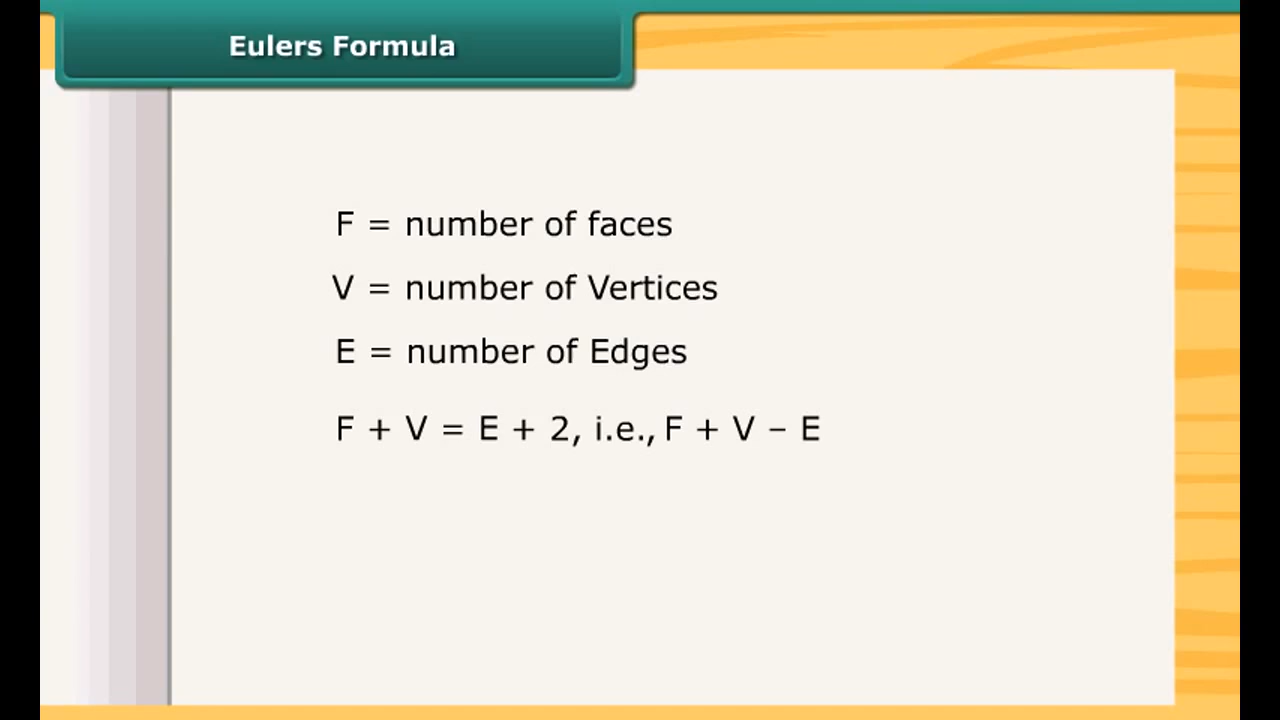 Eulers Formula
F = number of faces
V = number of Vertices
E = number of Edges
F + V = E + 2, i.e., F + V – E